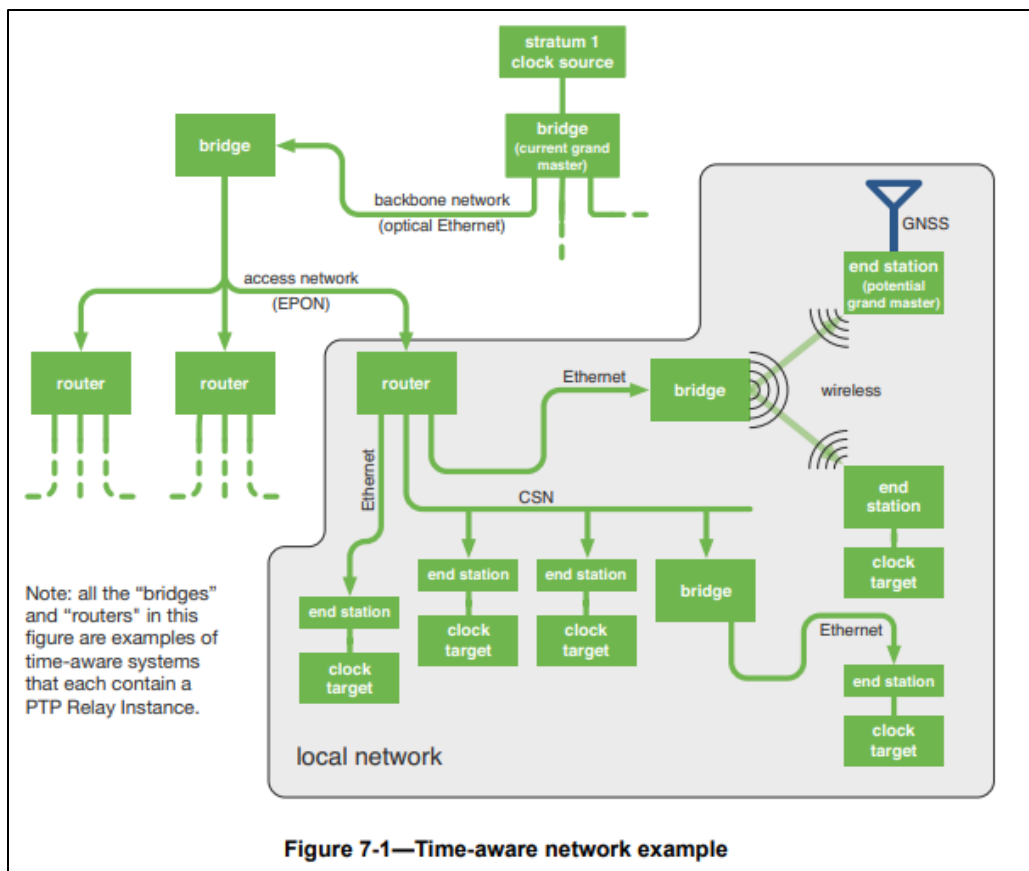 stratum 1
clock source
bridge
(current grand
master)
bridge
backbone network
(optical Ethernet)
GNSS
end station
(potential
grand master)
access network
(EPON)
router
router
router
Ethernet
bridge
wireless
Ethernet
CSN
end
station
clock
target
end station
clock
target
end station
clock
target
bridge
end station
clock
target
Ethernet
end station
clock
target
Note: all the “bridges”
and “routers" in this
figure are examples of
time-aware systems
that each contain a
PTP Relay Instance.
local network
Figure 7-1—Time-aware network example